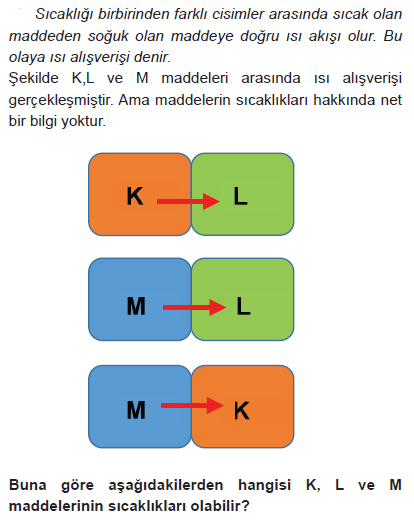 Sıcaklığı birbirinden farklı cisimler arasında sıcak olan
maddeden soğuk olan maddeye doğru ısı akışı olur. Bu
olaya ısı alışverişi denir.
Şekilde K,L ve M maddeleri arasında ısı alışverişi
gerçekleşmiştir. Ama maddelerin sıcaklıkları hakkında net
bir bilgi yoktur.
K L
M L
M K
Buna göre aşağıdakilerden hangisi K, L ve M
maddelerinin sıcaklıkları olabilir?